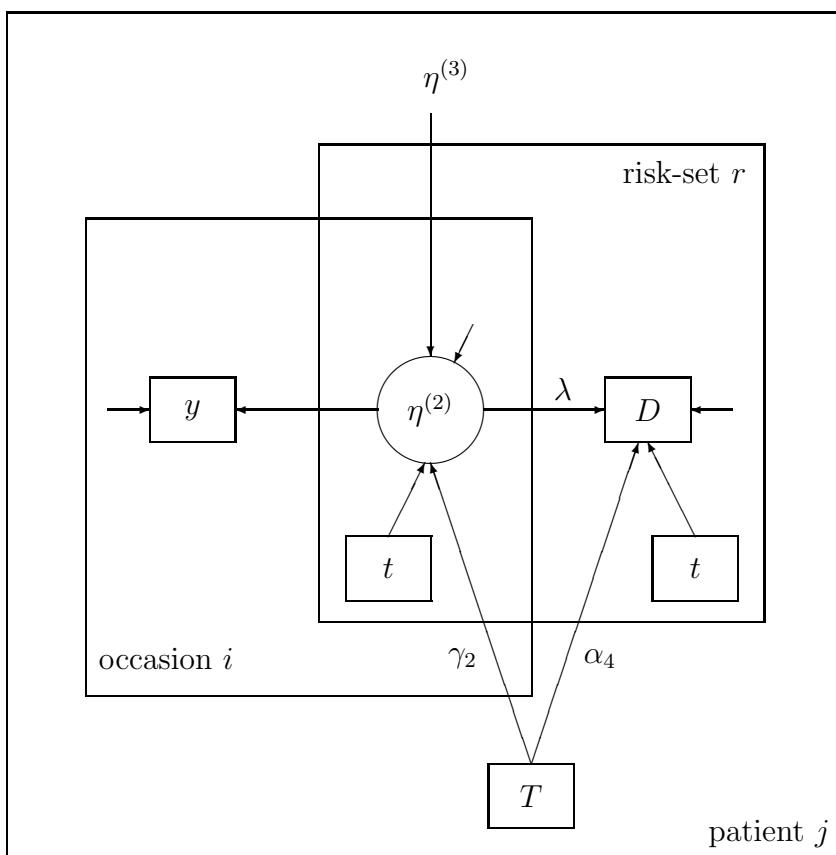 η^(3)
risk-set r
y
η^(2)
λ
D
t
t
occasion i
γ₂
α₄
T
patient j